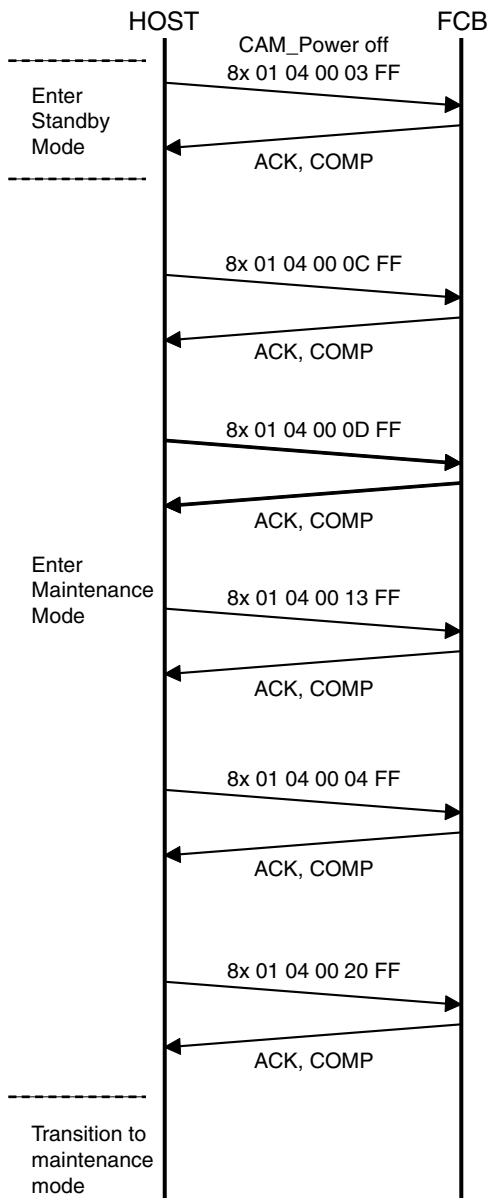 HOST FCB
CAM_Power off
8x 01 04 00 03 FF
Enter
Standby
Mode
ACK, COMP
8x 01 04 00 0C FF
ACK, COMP
8x 01 04 00 0D FF
ACK, COMP
Enter
Maintenance
Mode
8x 01 04 00 13 FF
ACK, COMP
8x 01 04 00 04 FF
ACK, COMP
8x 01 04 00 20 FF
ACK, COMP
Transition to
maintenance
mode